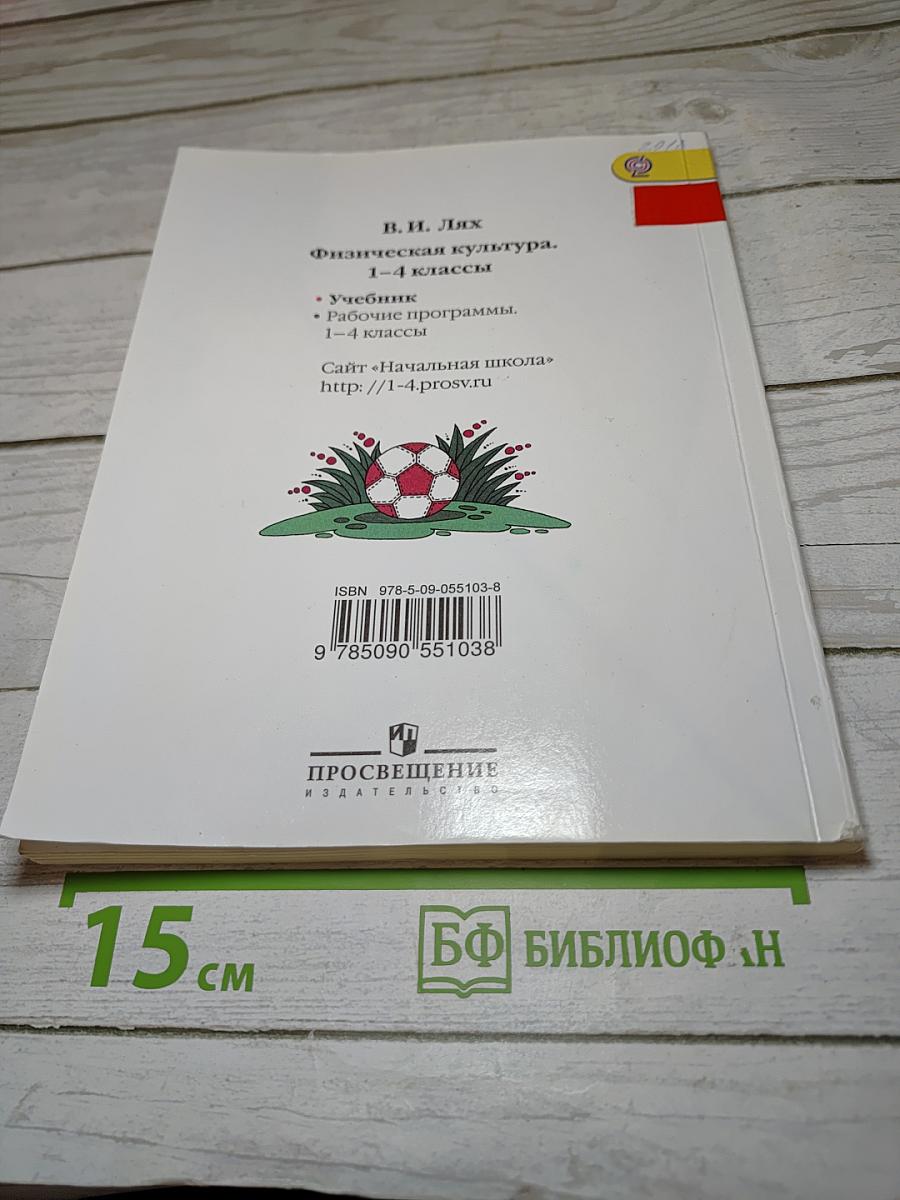 В. И. Лях
Физическая культура.
1–4 классы
• Учебник
• Рабочие программы.
1–4 классы
Сайт «Начальная школа»
http: //1-4.prosv.ru
ISBN 978-5-09-055103-8
9 785090 551038
ИП
ПРОСВЕЩЕНИЕ
ИЗДАТЕЛЬСТВО
15 см
БФ